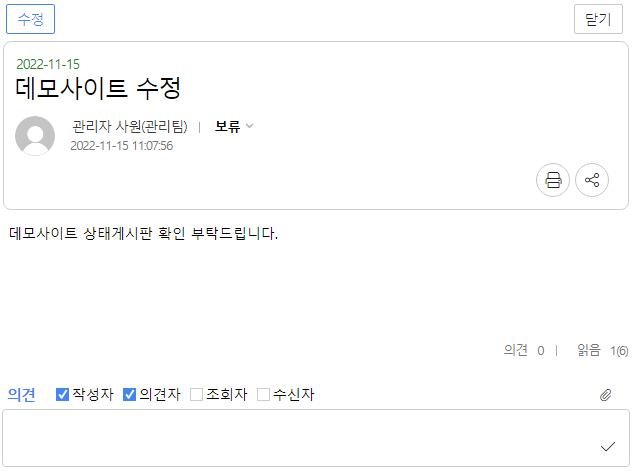 수정 닫기
2022-11-15
데모사이트 수정
관리자 사원(관리팀) | 보류
2022-11-15 11:07:56
데모사이트 상태게시판 확인 부탁드립니다.
의견 0 | 읽음 1(6)
의견 작성자 의견자 조회자 수신자